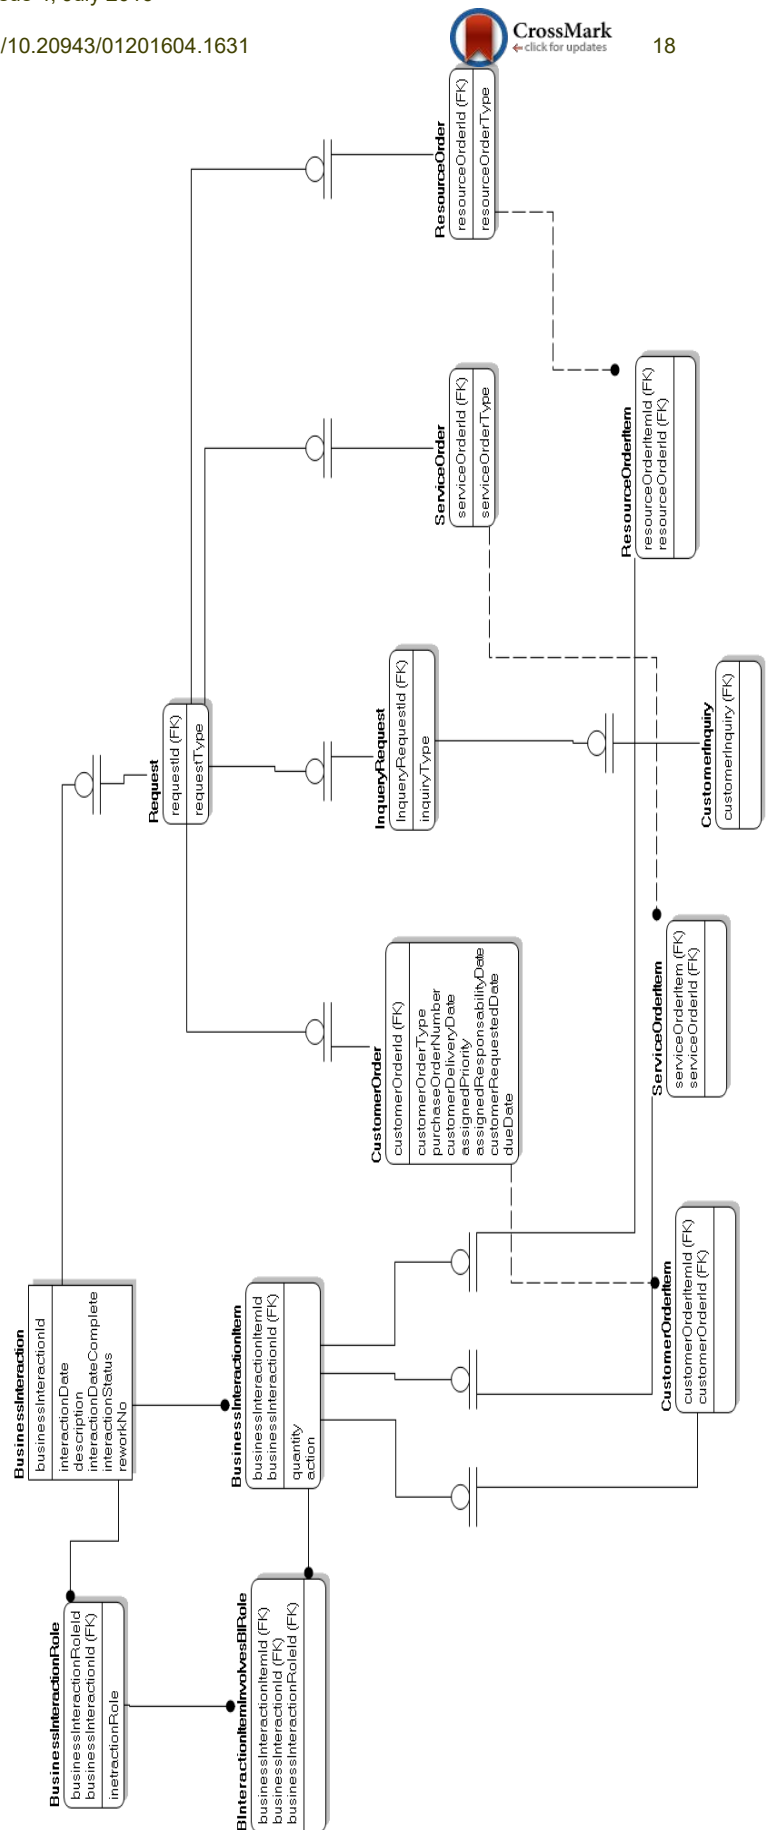 sue 4, July 2016
/10.20943/01201604.1631
CrossMark
click for updates
18
BusinessInteraction
businessInteractionId
interactionDate
description
interactionDateComplete
interactionStatus
reworkNo
Request
requestId (FK)
requestType
ResourceOrder
resourceOrderId (FK)
resourceOrderType
ServiceOrder
serviceOrderId (FK)
serviceOrderType
InqueryRequest
InqueryRequestId (FK)
inquiryType
CustomerOrder
customerOrderId (FK)
customerOrderType
purchaseOrderNumber
customerDeliveryDate
assignedPriority
assignedResponsabilityDate
customerRequestedDate
dueDate
BusinessInteractionItem
businessInteractionItemId
businessInteractionId (FK)
quantity
action
BusinessInteractionRole
businessInteractionRoleId
businessInteractionId (FK)
inetractionRole
BInteractionItemInvolvesBIRole
businessInteractionItemId (FK)
businessInteractionId (FK)
businessInteractionRoleId (FK)
ResourceOrderItem
resourceOrderItemId (FK)
resourceOrderId (FK)
ServiceOrderItem
serviceOrderItem (FK)
serviceOrderId (FK)
CustomerOrderItem
customerOrderItemId (FK)
customerOrderId (FK)
CustomerInquiry
customerInquiry (FK)